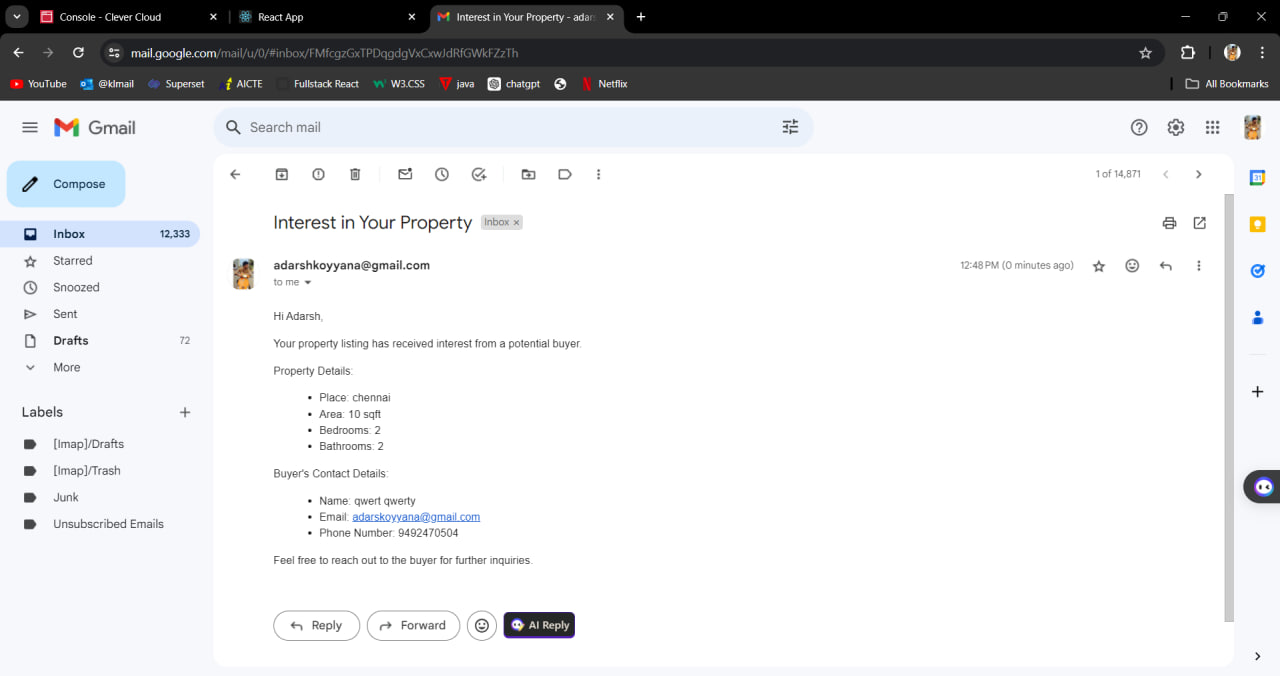 Console - Clever Cloud
React App
Interest in Your Property - adars
mail.google.com/mail/u/0/#inbox/FMfcgzGxTPDqgdgVxCxwJdRfGWkFZzTh
YouTube @klmail Superset AICTE Fullstack React W3.CSS java chatgpt Netflix All Bookmarks
Gmail
Search mail
Compose
1 of 14,871
Inbox 12,333
Starred
Snoozed
Sent
Drafts 72
More
Labels
[Imap]/Drafts
[Imap]/Trash
Junk
Unsubscribed Emails
Interest in Your Property Inbox
adarshkoyyana@gmail.com 12:48 PM (0 minutes ago)
to me
Hi Adarsh,
Your property listing has received interest from a potential buyer.
Property Details:
• Place: chennai
• Area: 10 sqft
• Bedrooms: 2
• Bathrooms: 2
Buyer's Contact Details:
• Name: qwert qwerty
• Email: adarskoyyana@gmail.com
• Phone Number: 9492470504
Feel free to reach out to the buyer for further inquiries.
Reply Forward AI Reply
31